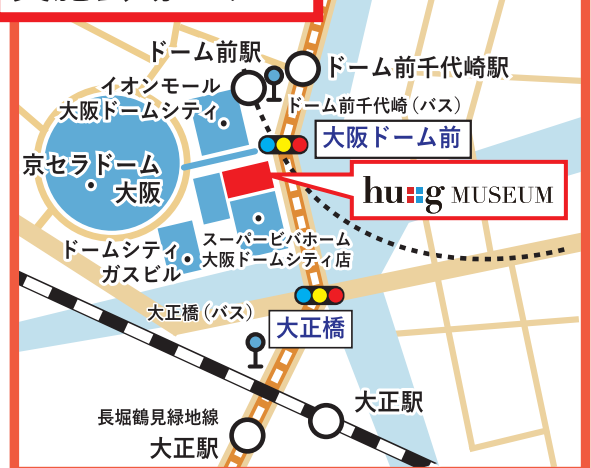 ドーム前駅
ドーム前千代崎駅
イオンモール
大阪ドームシティ
ドーム前千代崎（バス）
大阪ドーム前
京セラドーム
大阪
hu+g MUSEUM
スーパービバホーム
大阪ドームシティ店
ドームシティ
ガスビル
大正橋（バス）
大正橋
大正駅
長堀鶴見緑地線
大正駅